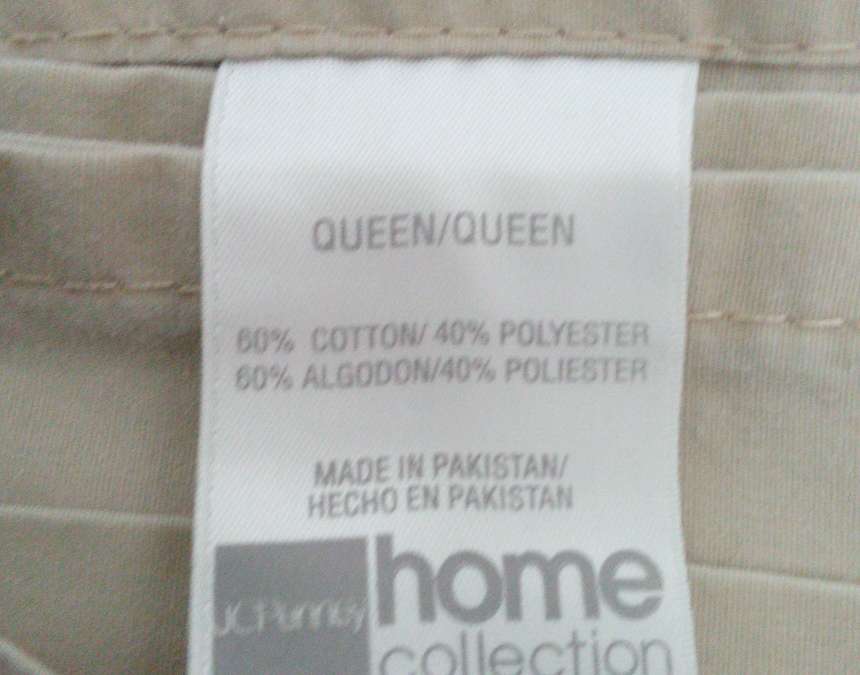 QUEEN/QUEEN
60% COTTON/ 40% POLYESTER
60% ALGODON/40% POLIESTER
MADE IN PAKISTAN/
HECHO EN PAKISTAN
JCPenney home
collection